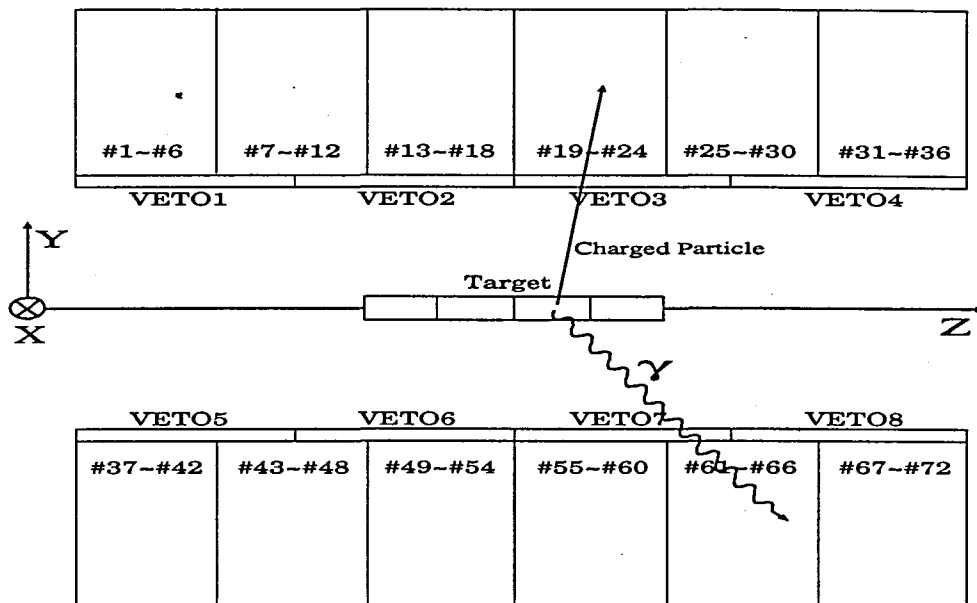 #1~#6 #7~#12 #13~#18 #19~#24 #25~#30 #31~#36
VETO1 VETO2 VETO3 VETO4
Y
Charged Particle
Target
X Z
γ
VETO5 VETO6 VETO7 VETO8
#37~#42 #43~#48 #49~#54 #55~#60 #61~#66 #67~#72